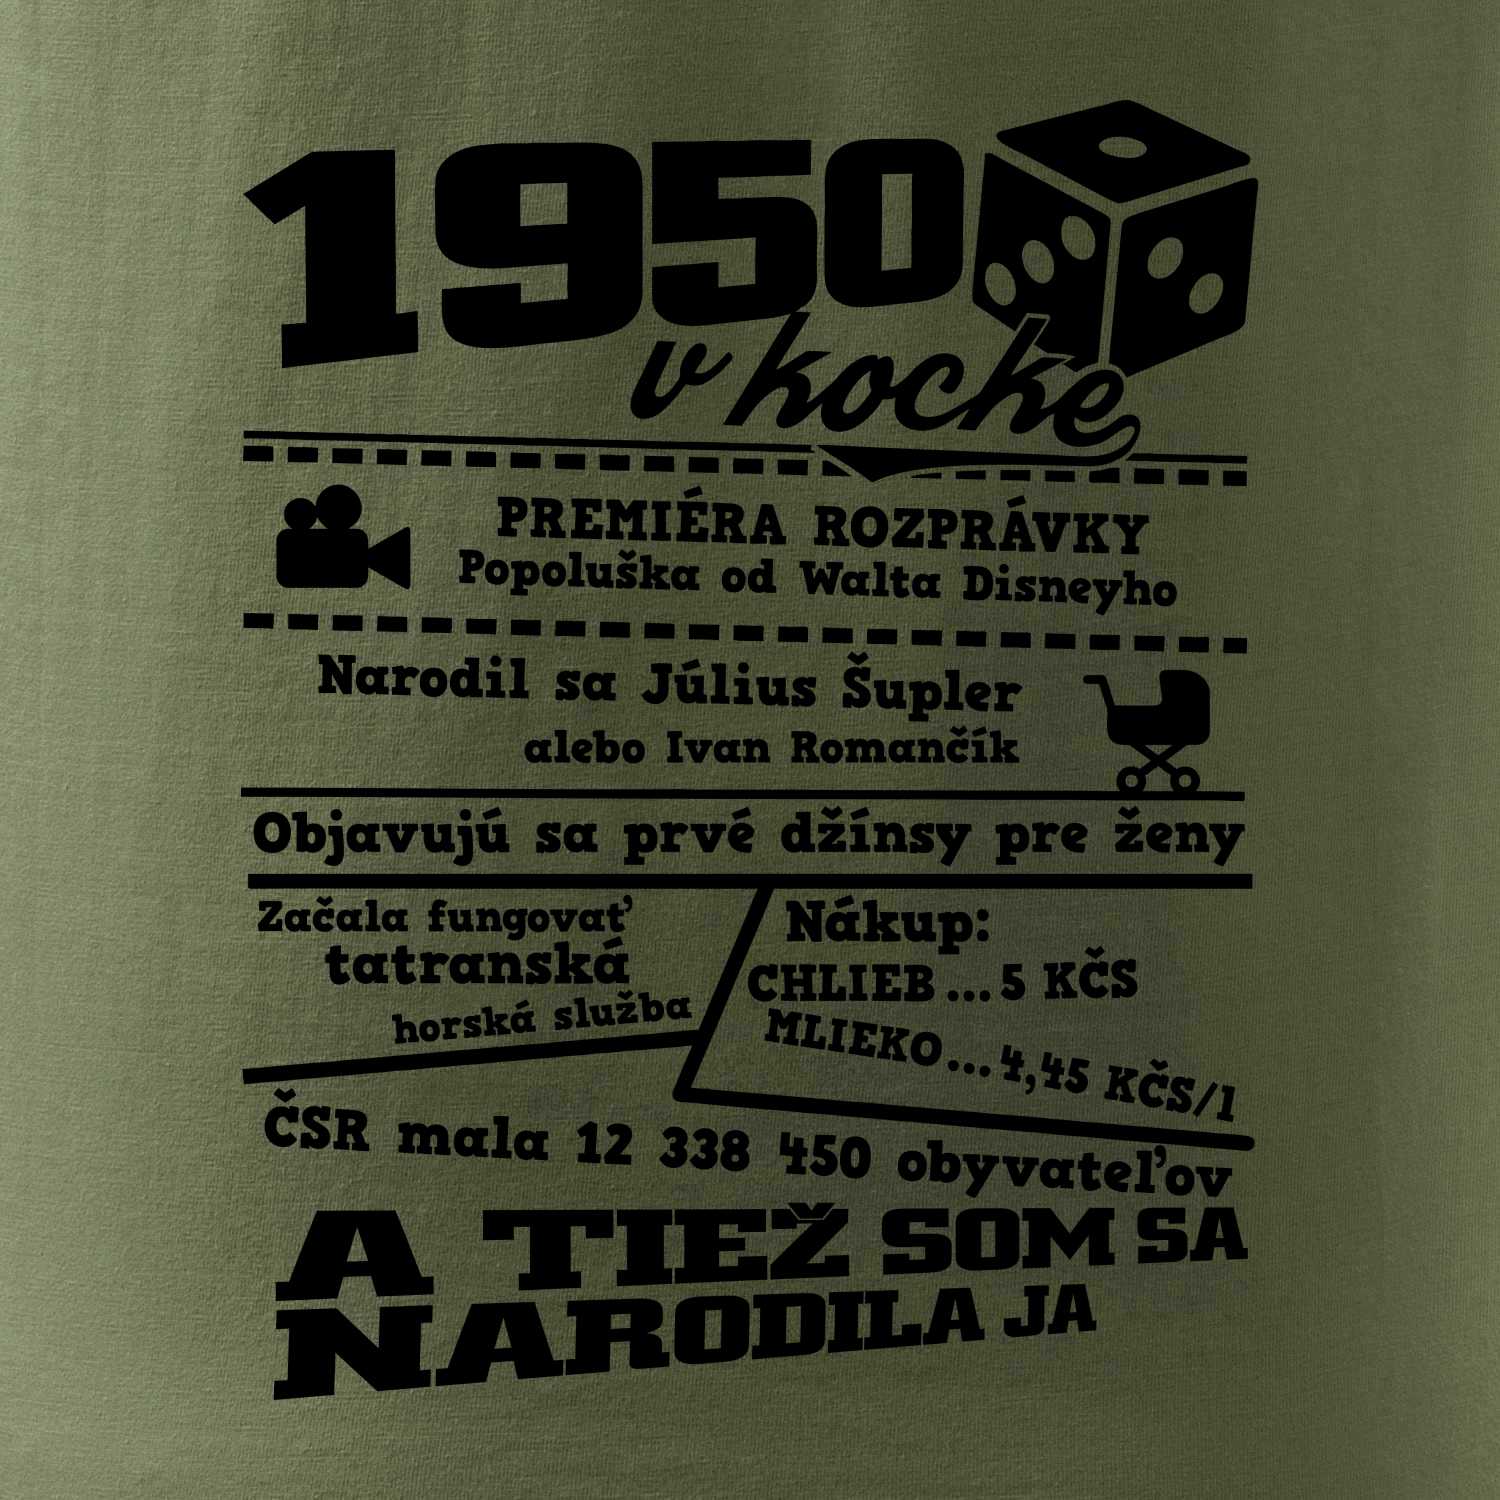 1950
v kocke
PREMIÉRA ROZPRÁVKY
Popoluška od Walta Disneyho
Narodil sa Július Šupler
alebo Ivan Romančík
Objavujú sa prvé džínsy pre ženy
Začala fungovať
tatranská
horská služba
Nákup:
CHLIEB...5 KČS
MLIEKO...4,45 KČS/l
ČSR mala 12 338 450 obyvateľov
A TIEŽ SOM SA
NARODILA JA